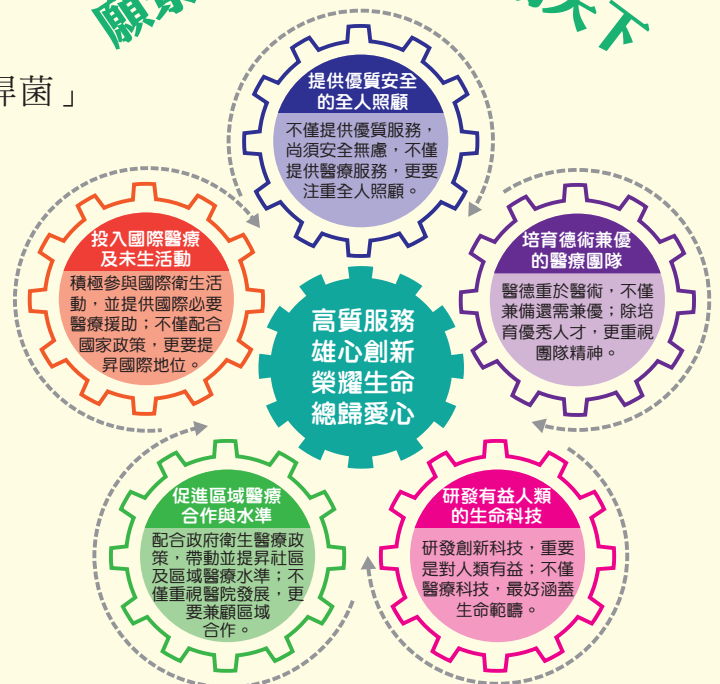 願景
天下
桿菌」
提供優質安全
的全人照顧
不僅提供優質服務，
尚須安全無慮，不僅
提供醫療服務，更要
注重全人照顧。
投入國際醫療
及未生活動
積極參與國際衛生活
動，並提供國際必要
醫療援助；不僅配合
國家政策，更要提
昇國際地位。
培育德術兼優
的醫療團隊
醫德重於醫術，不僅
兼備還需兼優；除培
育優秀人才，更重視
團隊精神。
高質服務
雄心創新
榮耀生命
總歸愛心
促進區域醫療
合作與水準
配合政府衛生醫療政
策，帶動並提昇社區
及區域醫療水準；不
僅重視醫院發展，更
要兼顧區域
合作。
研發有益人類
的生命科技
研發創新科技，重要
是對人類有益；不僅
醫療科技，最好涵蓋
生命範疇。